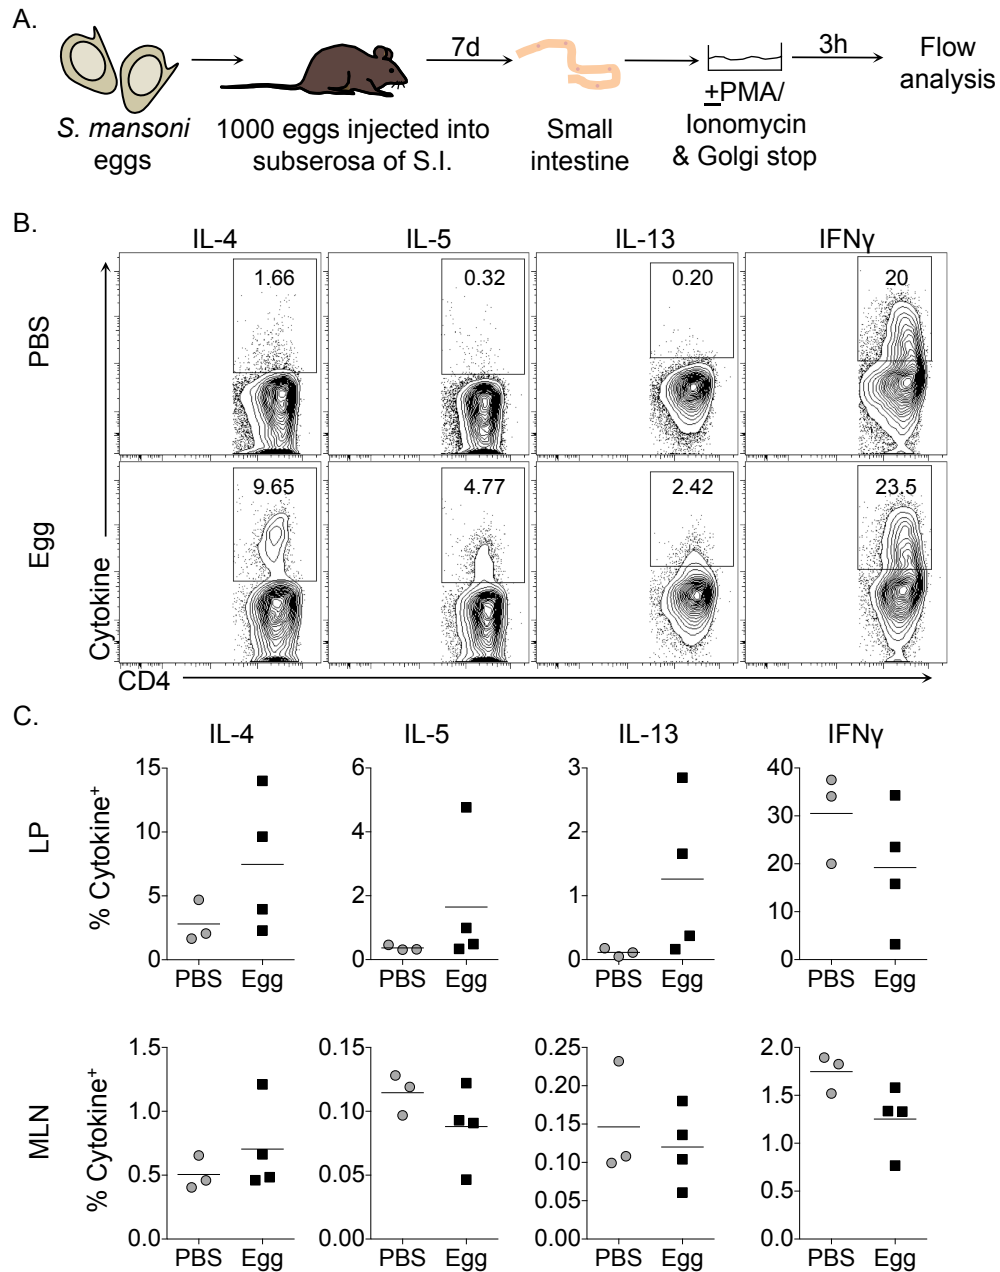 A.
S. mansoni
eggs
1000 eggs injected into
subserosa of S.I.
7d
Small
intestine
+PMA/
Ionomycin
& Golgi stop
3h
Flow
analysis
B.
IL-4 IL-5 IL-13 IFNγ
PBS
1.66 0.32 0.20 20
Egg
9.65 4.77 2.42 23.5
Cytokine
CD4
C.
IL-4 IL-5 IL-13 IFNγ
LP
% Cytokine+
15 6 3 40
10 4 2 30
5 2 1 20
0 0 0 10
0
PBS Egg PBS Egg PBS Egg PBS Egg
MLN
% Cytokine+
1.5 0.15 0.25 2.0
1.0 0.10 0.20 1.5
0.5 0.05 0.15 1.0
0.0 0.00 0.10 0.5
0.05 0.0
0.00
PBS Egg PBS Egg PBS Egg PBS Egg